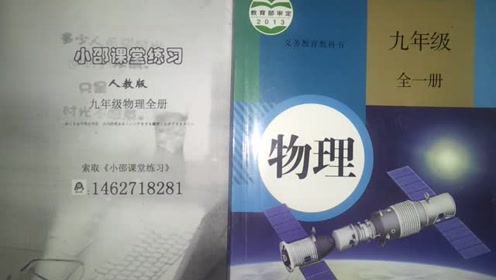 小邵课堂练习
人教版
九年级物理全册
索取《小邵课堂练习》
:1462718281
教育部审定
2013
义务教育教科书
九年级
全一册
物理